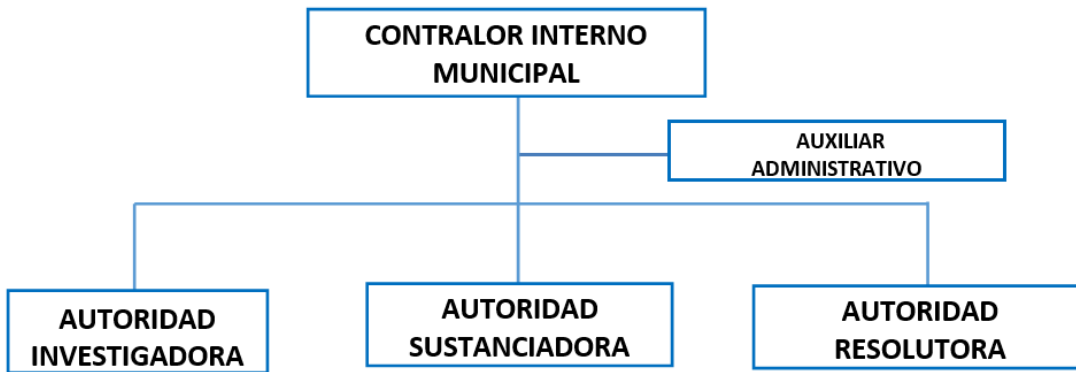 CONTRALOR INTERNO
MUNICIPAL
AUXILIAR
ADMINISTRATIVO
AUTORIDAD
INVESTIGADORA
AUTORIDAD
SUSTANCIADORA
AUTORIDAD
RESOLUTORA